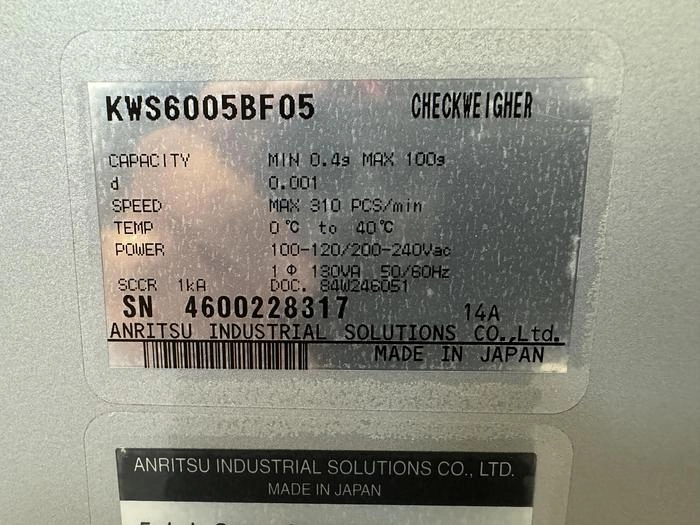 KWS6005BF05 CHECKWEIGHER
CAPACITY MIN 0.4g MAX 100g
d 0.001
SPEED MAX 310 PCS/min
TEMP 0℃ to 40℃
POWER 100-120/200-240Vac
1 Φ 130VA 50/60Hz
SCCR 1kA DOC. 84W246051
SN 4600228317 14A
ANRITSU INDUSTRIAL SOLUTIONS CO.,Ltd.
MADE IN JAPAN
ANRITSU INDUSTRIAL SOLUTIONS CO., LTD.
MADE IN JAPAN